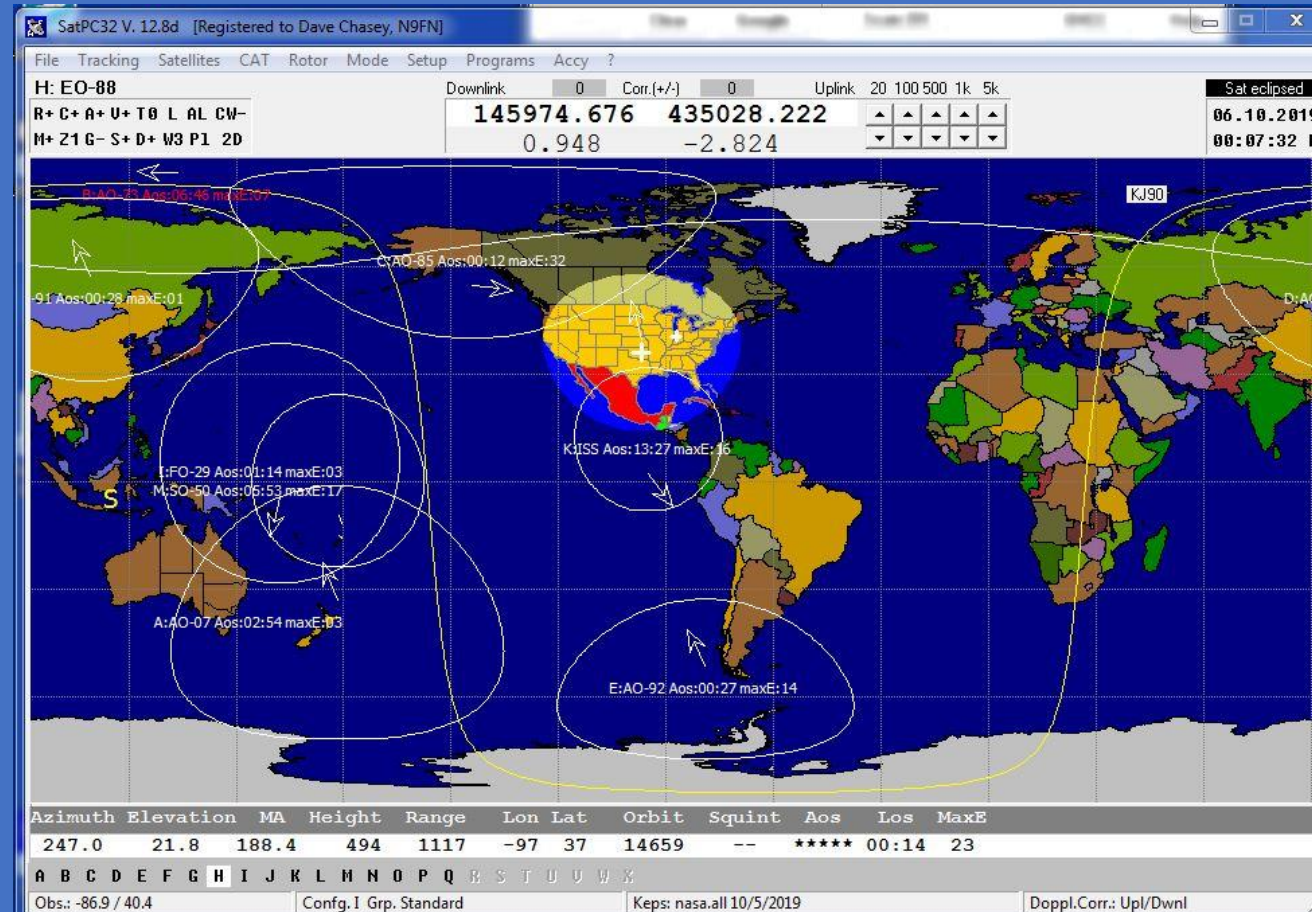 SatPC32 V. 12.8d [Registered to Dave Chasey, N9FN]
File Tracking Satellites CAT Rotor Mode Setup Programs Accy ?
H: EO-88
Downlink 0 Corr.(+/-) 0 Uplink 20 100 500 1k 5k
Sat eclipsed
R+ C+ A+ V+ T0 L AL CW-
145974.676 435028.222
06.10.2019
M+ Z1 G- S+ D+ W3 Pl 2D
0.948 -2.824
00:07:32
B:AO-73 Aos:06:46 maxE:07
KJ90
C:AO-85 Aos:00:12 maxE:32
-91 Aos:00:28 maxE:01
D:A
K:ISS Aos:13:27 maxE:16
I:FO-29 Aos:01:14 maxE:03
M:SO-50 Aos:05:53 maxE:17
S
A:AO-07 Aos:02:54 maxE:03
E:AO-92 Aos:00:27 maxE:14
Azimuth Elevation MA Height Range Lon Lat Orbit Squint Aos Los MaxE
247.0 21.8 188.4 494 1117 -97 37 14659 -- ***** 00:14 23
A B C D E F G H I J K L M N O P Q R S T U V W X
Obs.: -86.9 / 40.4 Confg. I Grp. Standard Keps: nasa.all 10/5/2019 Doppl.Corr.: Upl/Dwnl